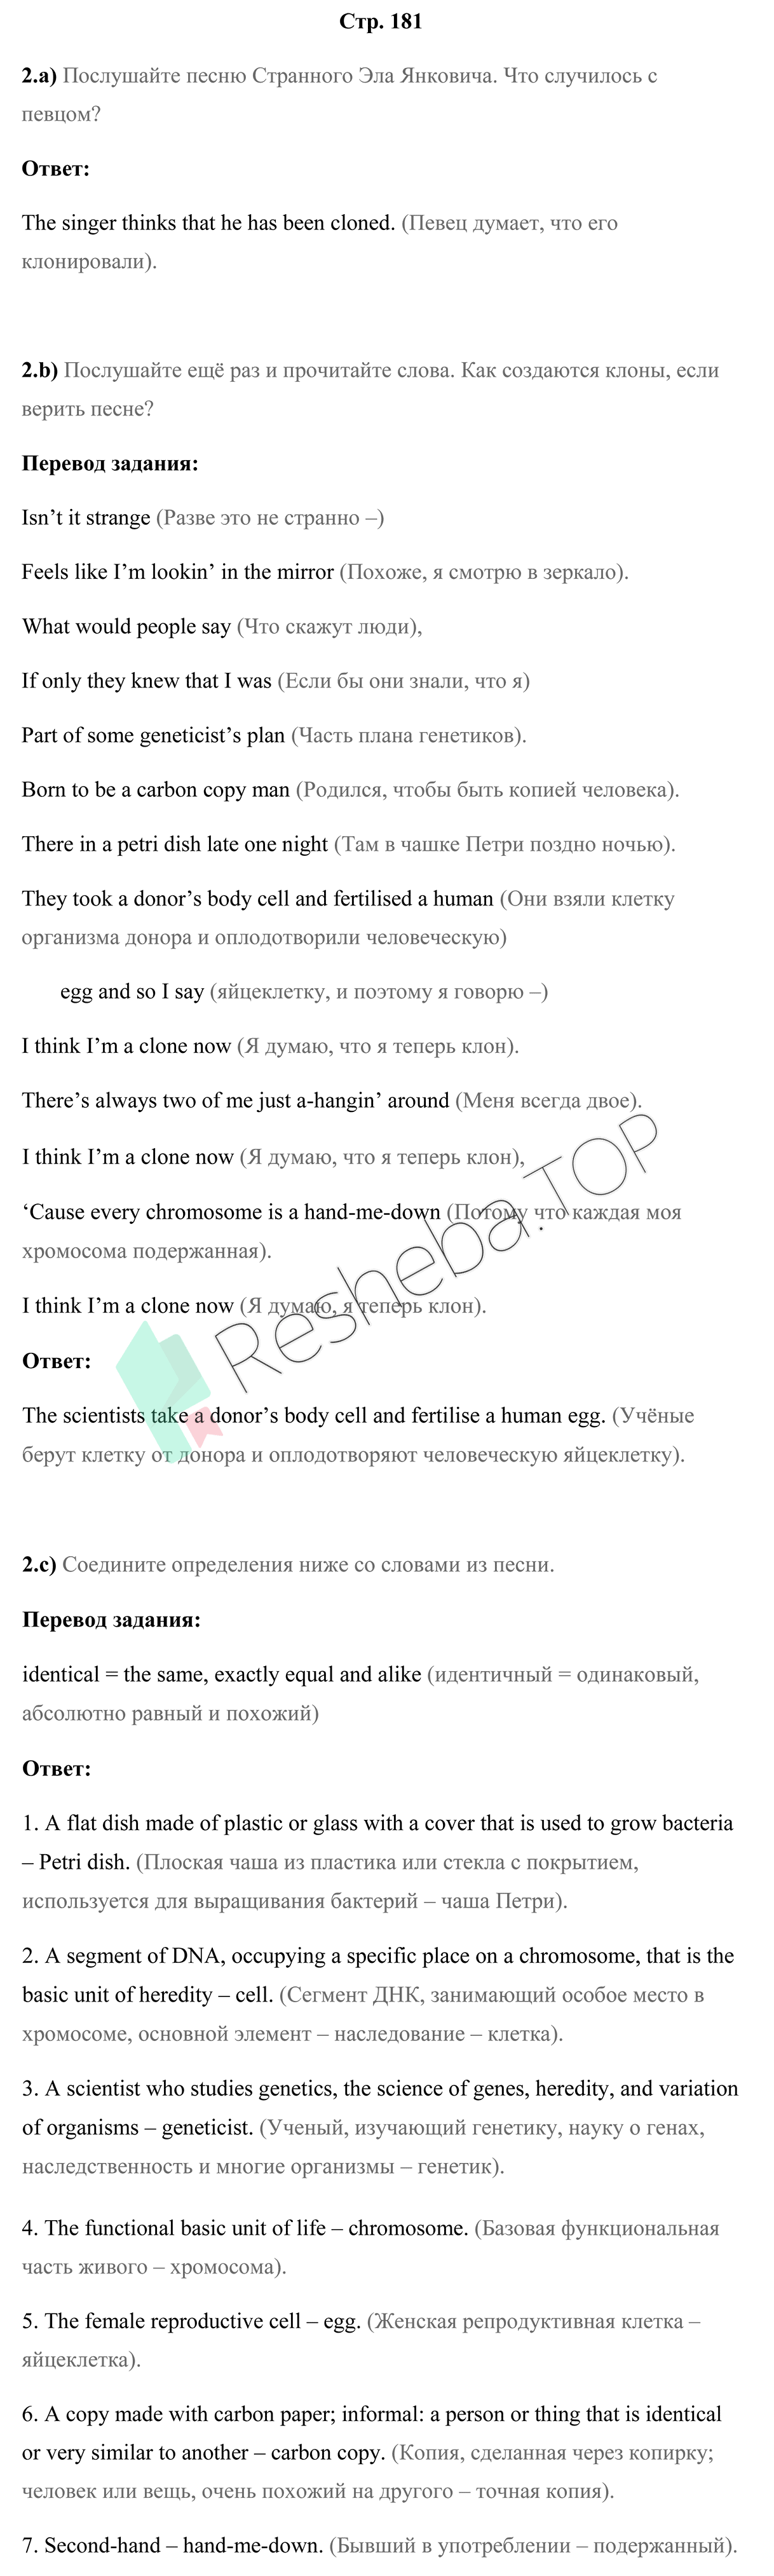 Стр. 181
2.a) Послушайте песню Странного Эла Янковича. Что случилось с
певцом?
Ответ:
The singer thinks that he has been cloned. (Певец думает, что его
клонировали).
2.b) Послушайте ещё раз и прочитайте слова. Как создаются клоны, если
верить песне?
Перевод задания:
Isn’t it strange (Разве это не странно –)
Feels like I’m lookin’ in the mirror (Похоже, я смотрю в зеркало).
What would people say (Что скажут люди),
If only they knew that I was (Если бы они знали, что я)
Part of some geneticist’s plan (Часть плана генетиков).
Born to be a carbon copy man (Родился, чтобы быть копией человека).
There in a petri dish late one night (Там в чашке Петри поздно ночью).
They took a donor’s body cell and fertilised a human (Они взяли клетку
организма донора и оплодотворили человеческую)
egg and so I say (яйцеклетку, и поэтому я говорю –)
I think I’m a clone now (Я думаю, что я теперь клон).
There’s always two of me just a-hangin’ around (Меня всегда двое).
I think I’m a clone now (Я думаю, что я теперь клон),
‘Cause every chromosome is a hand-me-down (Потому что каждая моя
хромосома подержанная).
I think I’m a clone now (Я думаю, я теперь клон).
Resheba.TOP
Ответ:
The scientists take a donor’s body cell and fertilise a human egg. (Учёные
берут клетку от донора и оплодотворяют человеческую яйцеклетку).
2.c) Соедините определения ниже со словами из песни.
Перевод задания:
identical = the same, exactly equal and alike (идентичный = одинаковый,
абсолютно равный и похожий)
Ответ:
1. A flat dish made of plastic or glass with a cover that is used to grow bacteria
– Petri dish. (Плоская чаша из пластика или стекла с покрытием,
используется для выращивания бактерий – чаша Петри).
2. A segment of DNA, occupying a specific place on a chromosome, that is the
basic unit of heredity – cell. (Сегмент ДНК, занимающий особое место в
хромосоме, основной элемент – наследование – клетка).
3. A scientist who studies genetics, the science of genes, heredity, and variation
of organisms – geneticist. (Ученый, изучающий генетику, науку о генах,
наследственность и многие организмы – генетик).
4. The functional basic unit of life – chromosome. (Базовая функциональная
часть живого – хромосома).
5. The female reproductive cell – egg. (Женская репродуктивная клетка –
яйцеклетка).
6. A copy made with carbon paper; informal: a person or thing that is identical
or very similar to another – carbon copy. (Копия, сделанная через копирку;
человек или вещь, очень похожий на другого – точная копия).
7. Second-hand – hand-me-down. (Бывший в употреблении – подержанный).